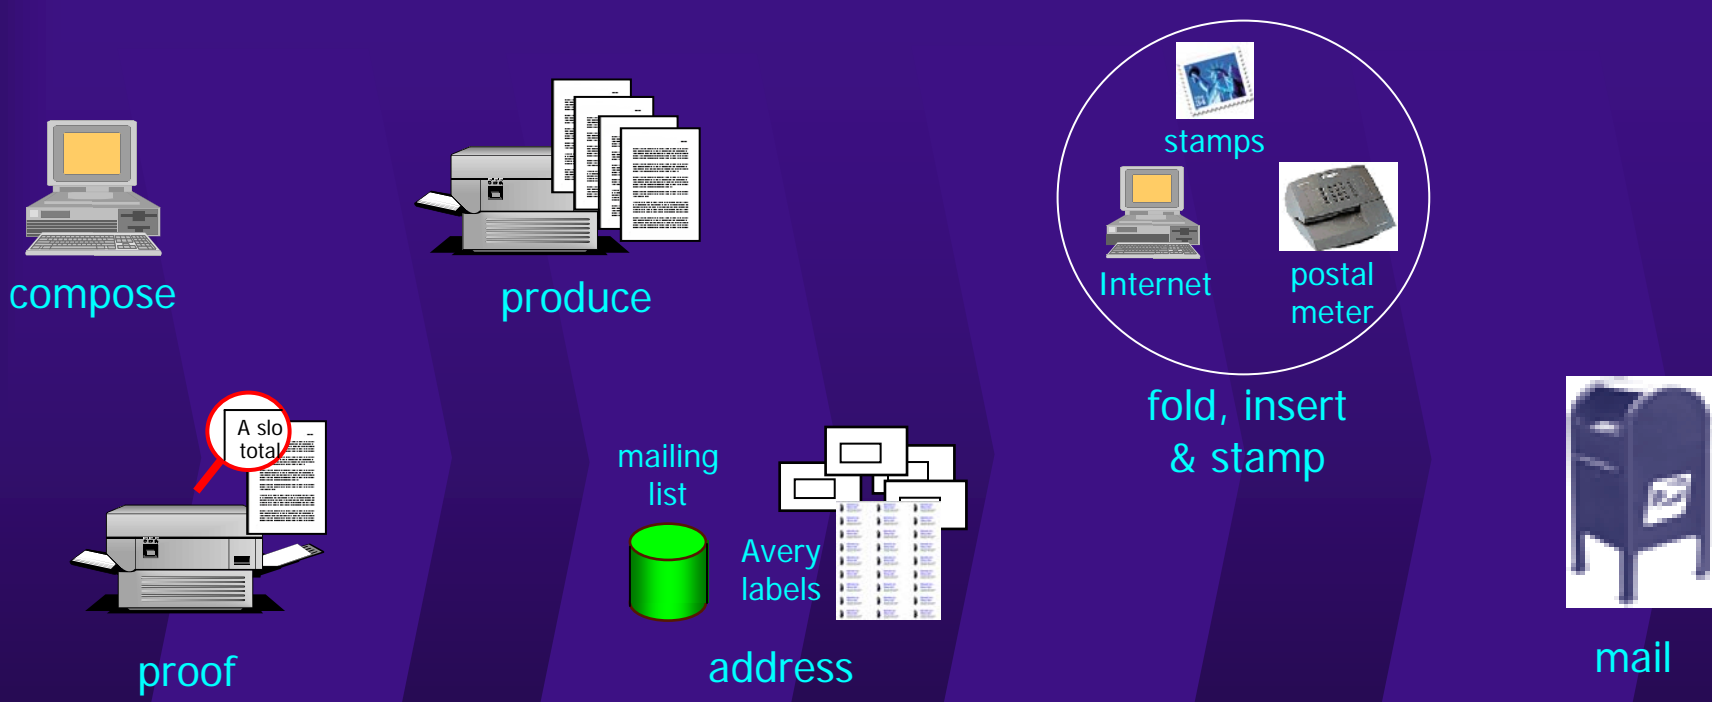 compose
A slo
total
proof
produce
mailing
list
Avery
labels
address
stamps
Internet
postal
meter
fold, insert
& stamp
mail